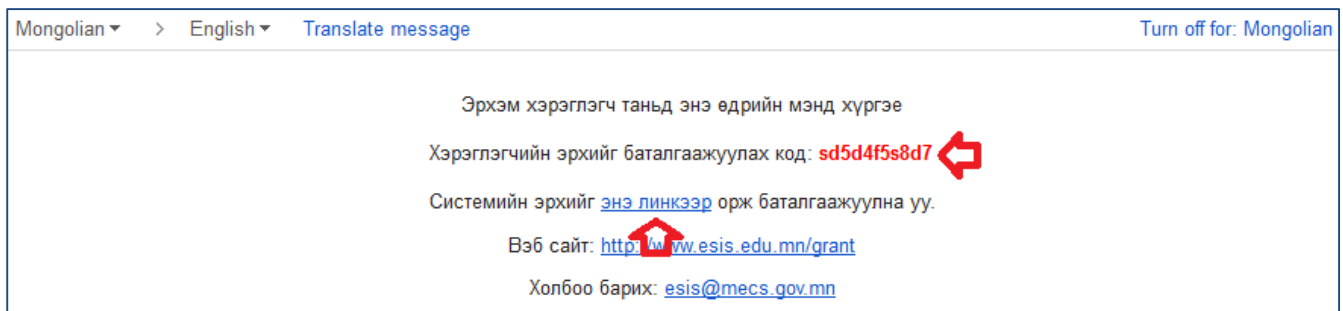 Mongolian > English Translate message Turn off for: Mongolian
Эрхэм хэрэглэгч таньд энэ өдрийн мэнд хүргэе
Хэрэглэгчийн эрхийг баталгаажуулах код: sd5d4f5s8d7
Системийн эрхийг энэ линкээр орж баталгаажуулна уу.
Вэб сайт: http://www.esis.edu.mn/grant
Холбоо барих: esis@mecs.gov.mn